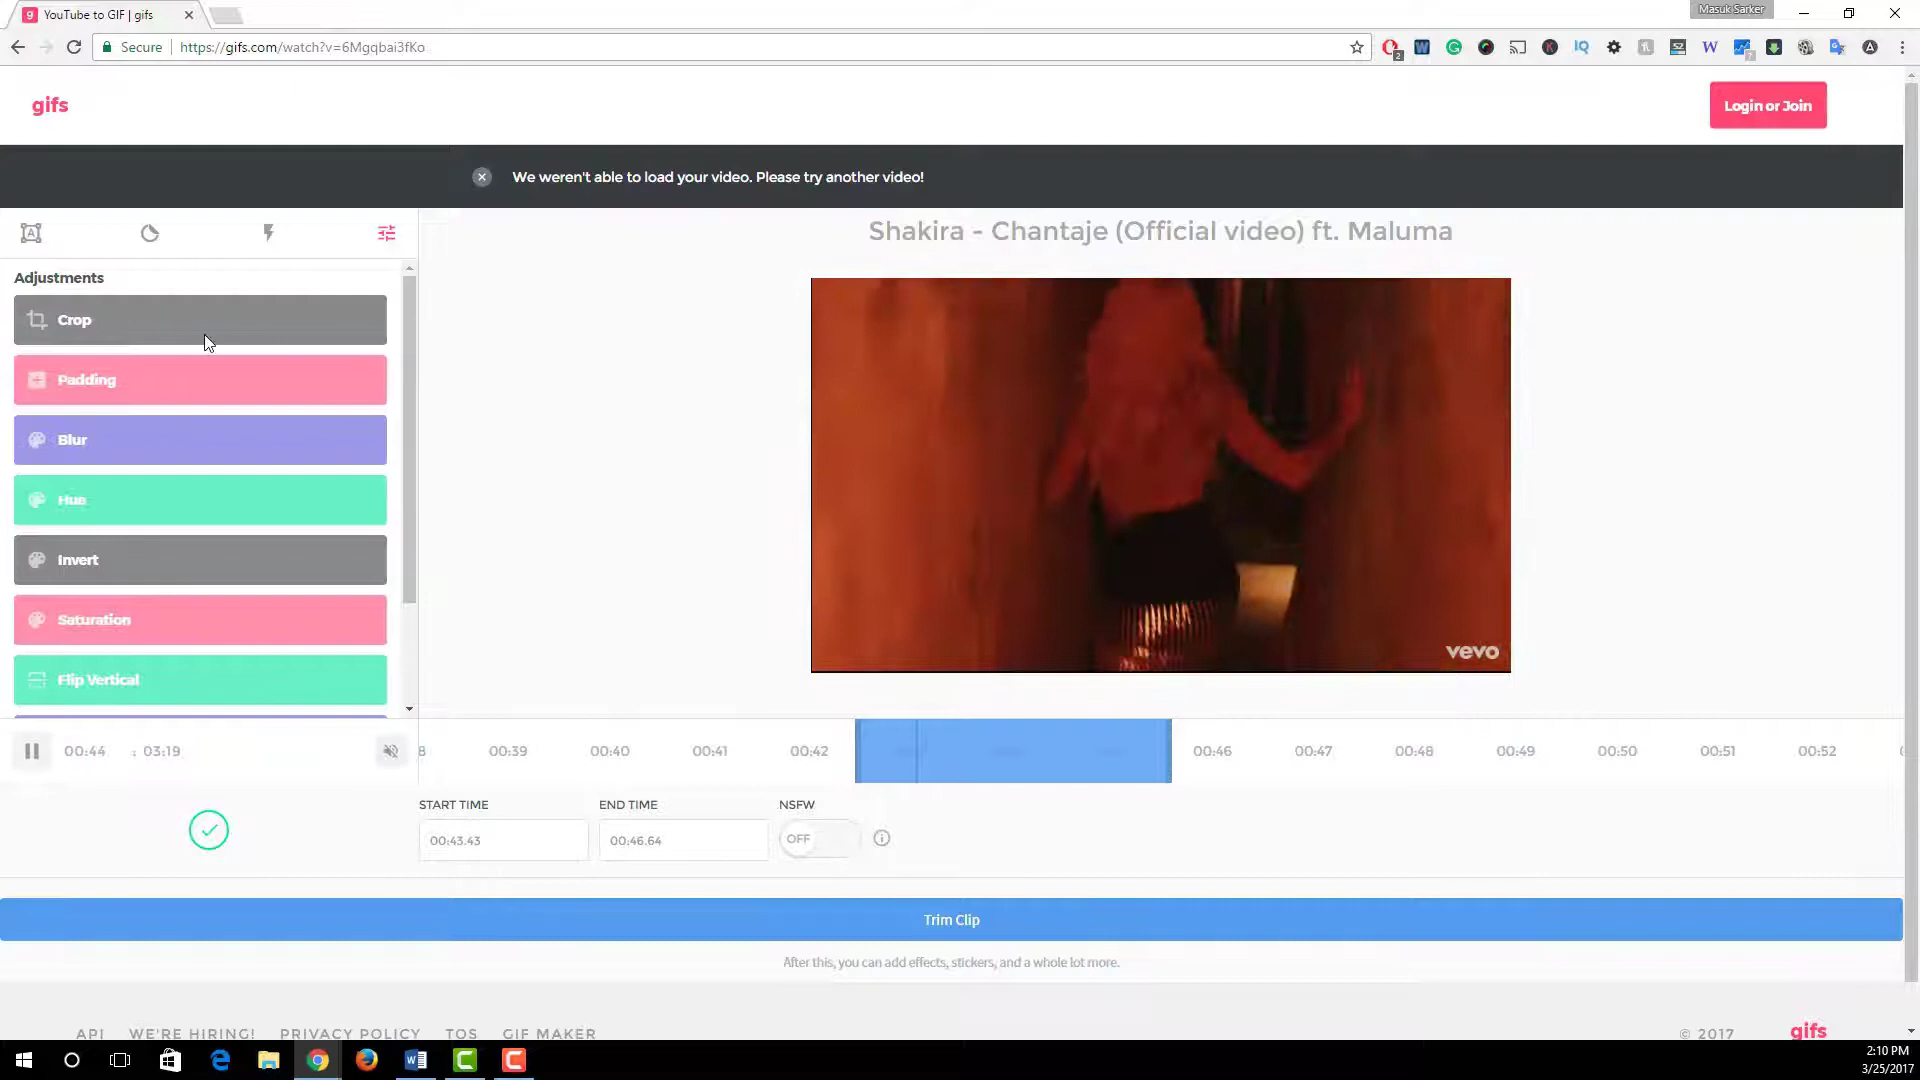 YouTube to GIF | gifs
Masuk Sarker
Secure
https://gifs.com/watch?v=6Mgqbai3fKo
gifs
Login or Join
We weren't able to load your video. Please try another video!
Shakira - Chantaje (Official video) ft. Maluma
Adjustments
Crop
Padding
Blur
Hue
Invert
Saturation
Flip Vertical
vevo
00:44 : 03:19
8 00:39 00:40 00:41 00:42 00:46 00:47 00:48 00:49 00:50 00:51 00:52
START TIME END TIME NSFW
00:43.43 00:46.64 OFF
Trim Clip
After this, you can add effects, stickers, and a whole lot more.
API WE'RE HIRING! PRIVACY POLICY TOS GIF MAKER © 2017 gifs
2:10 PM
3/25/2017